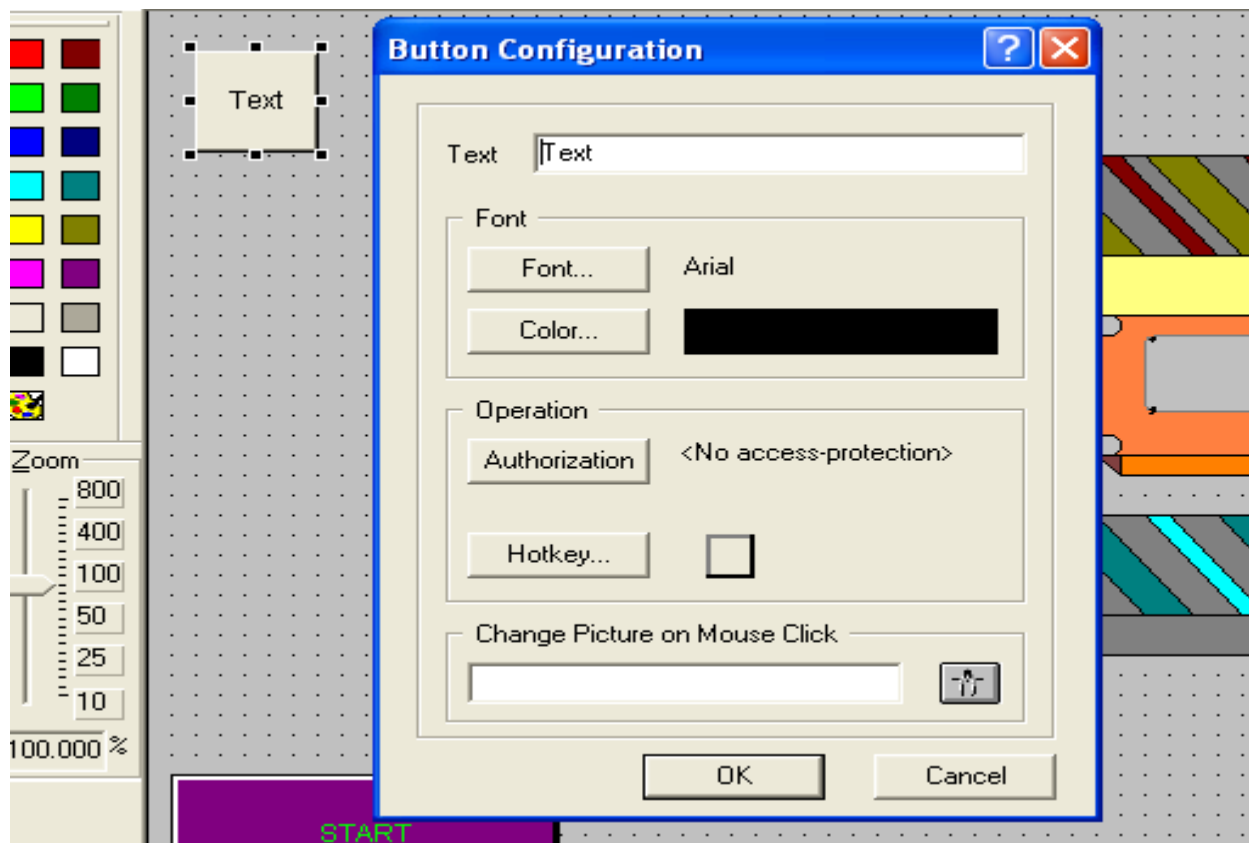 Text
Button Configuration
?
Text Text
Font
Font... Arial
Color...
Operation
Authorization <No access-protection>
Hotkey...
Change Picture on Mouse Click
OK Cancel
Zoom
800
400
100
50
25
10
100.000 %
START